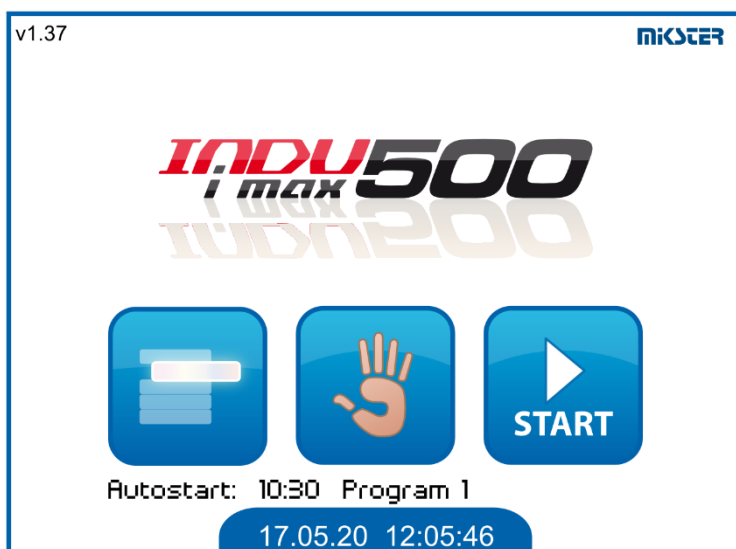 v1.37
MIKSTER
INDU 500
i max
START
Autostart: 10:30 Program 1
17.05.20 12:05:46